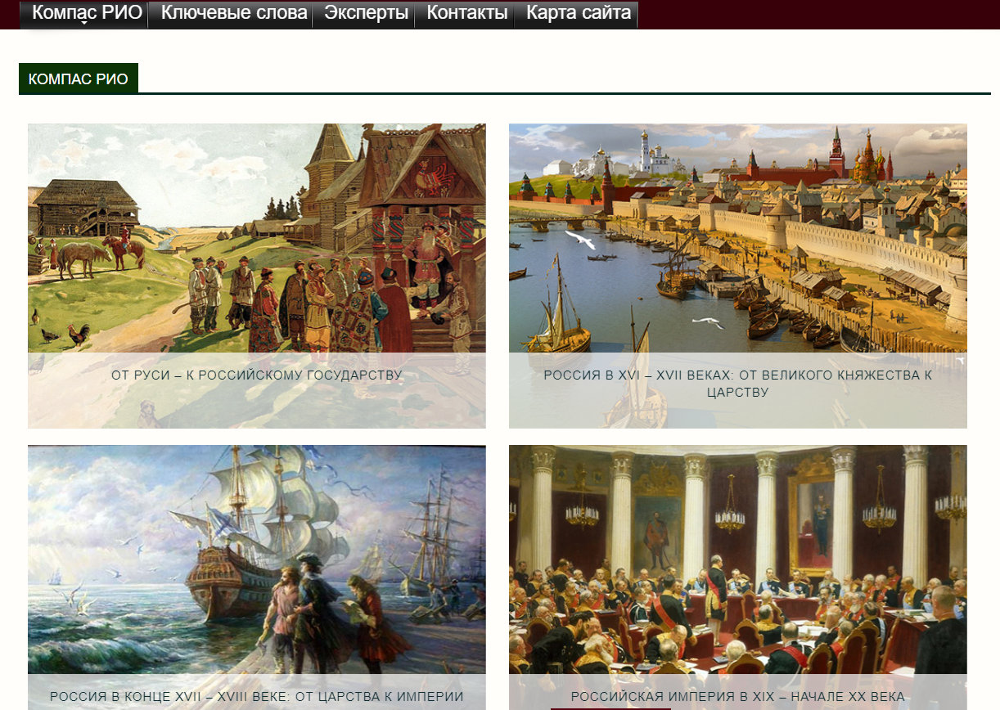 Компас РИО Ключевые слова Эксперты Контакты Карта сайта
КОМПАС РИО
ОТ РУСИ – К РОССИЙСКОМУ ГОСУДАРСТВУ
РОССИЯ В XVI – XVII ВЕКАХ: ОТ ВЕЛИКОГО КНЯЖЕСТВА К
ЦАРСТВУ
РОССИЯ В КОНЦЕ XVII – XVIII ВЕКЕ: ОТ ЦАРСТВА К ИМПЕРИИ
РОССИЙСКАЯ ИМПЕРИЯ В XIX – НАЧАЛЕ XX ВЕКА